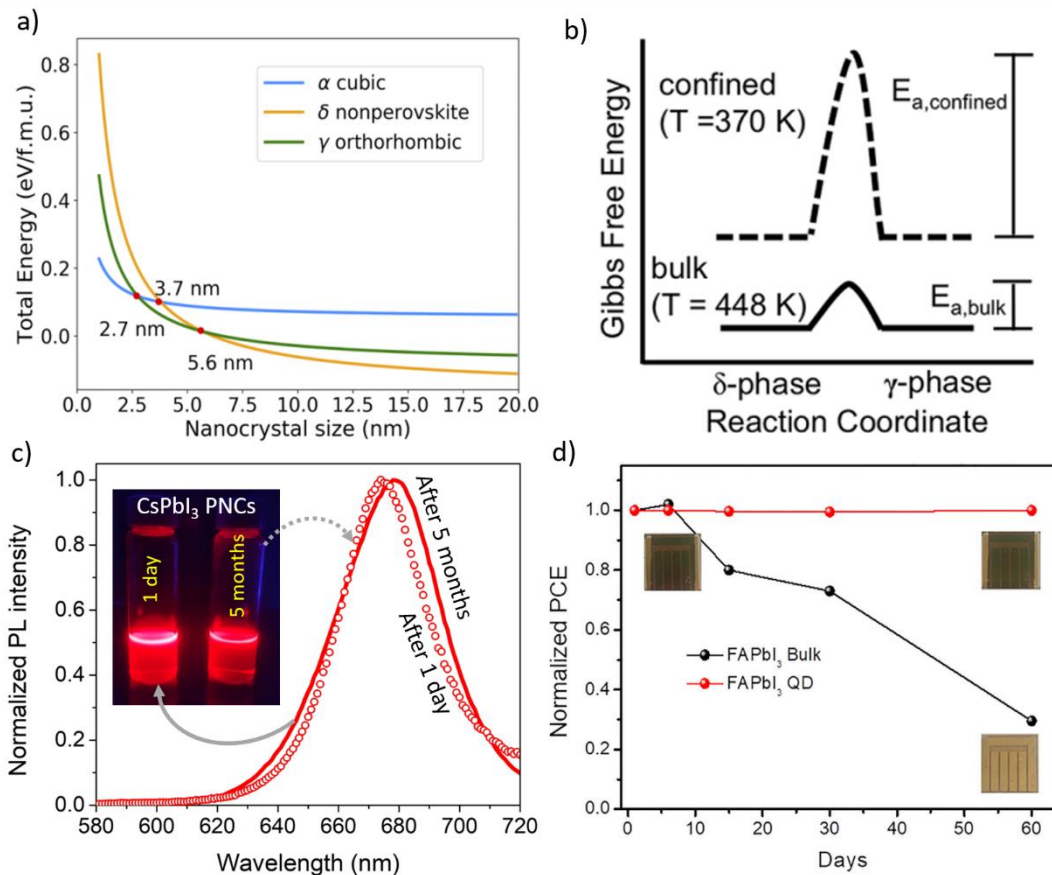 a)
0.8
0.6
0.4
0.2
0.0
Total Energy (eV/f.m.u.)
α cubic
δ nonperovskite
γ orthorhombic
3.7 nm
2.7 nm
5.6 nm
0.0 2.5 5.0 7.5 10.0 12.5 15.0 17.5 20.0
Nanocrystal size (nm)
b)
Gibbs Free Energy
confined
(T =370 K)
Ea,confined
bulk
(T = 448 K)
Ea,bulk
δ-phase γ-phase
Reaction Coordinate
c)
1.0
0.8
0.6
0.4
0.2
0.0
Normalized PL intensity
CsPbI3 PNCs
1 day
5 months
After 5 months
After 1 day
580 600 620 640 660 680 700 720
Wavelength (nm)
d)
1.0
0.8
0.6
0.4
0.2
0.0
Normalized PCE
FAPbI3 Bulk
FAPbI3 QD
0 10 20 30 40 50 60
Days